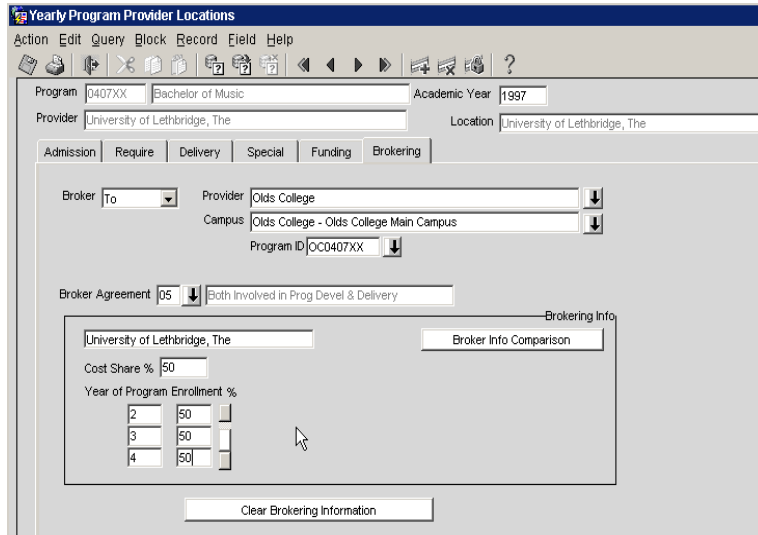 Yearly Program Provider Locations
Action Edit Query Block Record Field Help
Program 0407XX Bachelor of Music Academic Year 1997
Provider University of Lethbridge, The Location University of Lethbridge, The
Admission Require Delivery Special Funding Brokering
Broker To Provider Olds College
Campus Olds College - Olds College Main Campus
Program ID OC0407XX
Broker Agreement 05 Both Involved in Prog Devel & Delivery
Brokering Info
University of Lethbridge, The Broker Info Comparison
Cost Share % 50
Year of Program Enrollment %
2 50
3 50
4 50
Clear Brokering Information